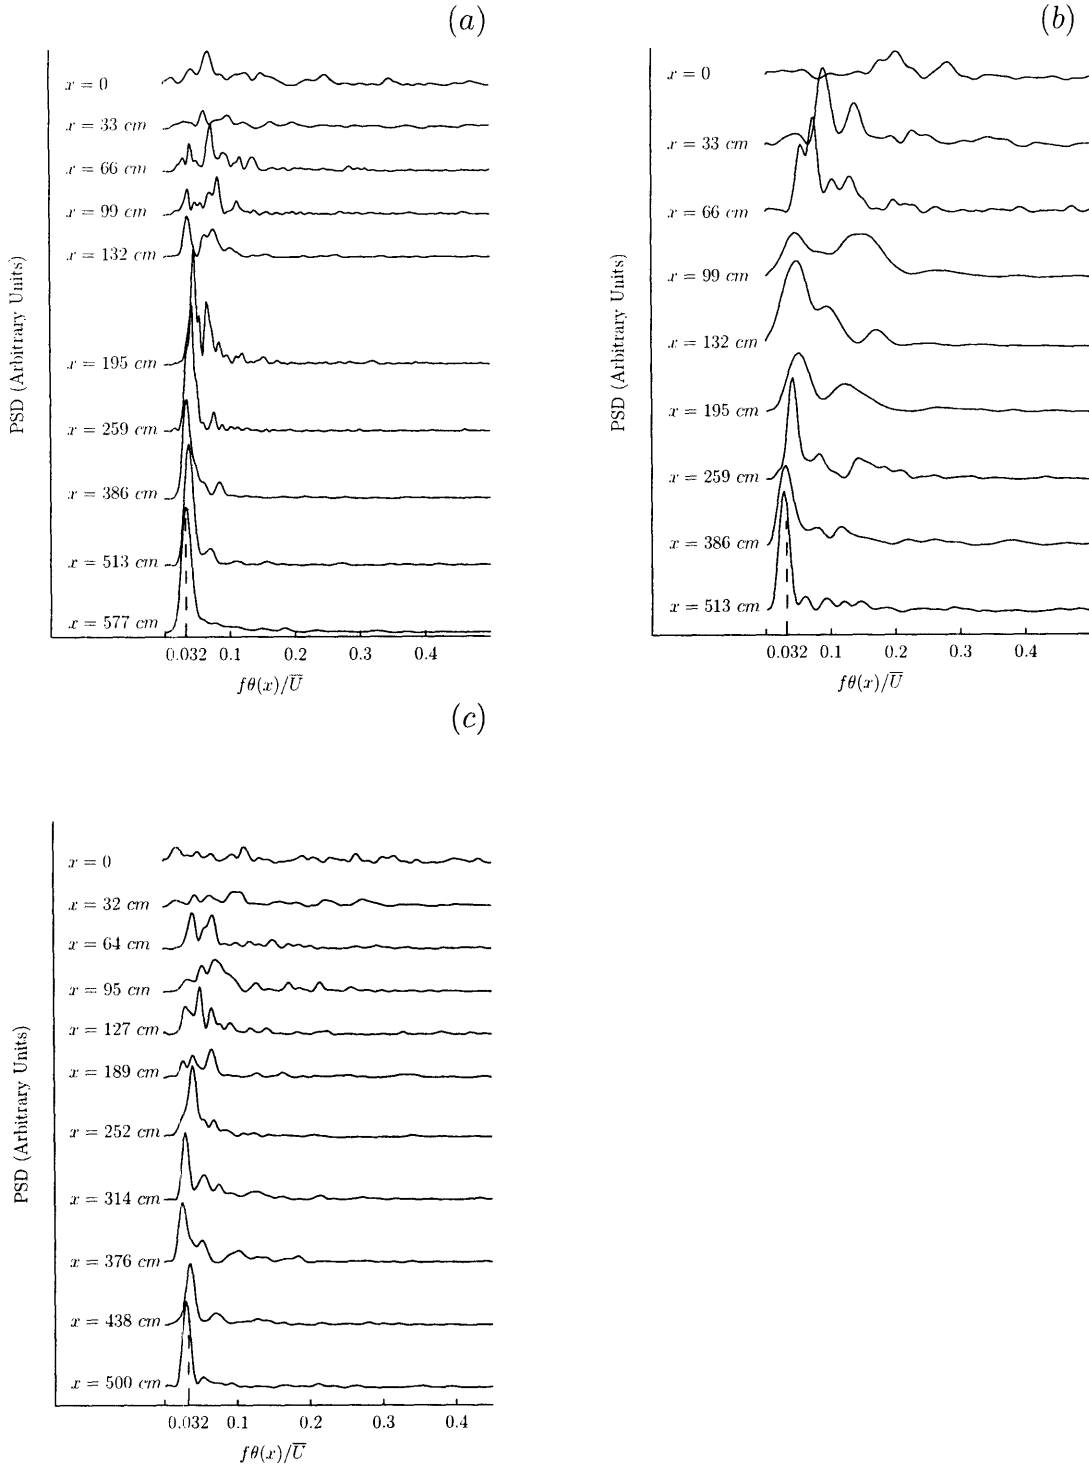 (a)
x = 0
x = 33 cm
x = 66 cm
x = 99 cm
x = 132 cm
x = 195 cm
x = 259 cm
x = 386 cm
x = 513 cm
x = 577 cm
PSD (Arbitrary Units)
0.032 0.1 0.2 0.3 0.4
fθ(x)/U̅
(b)
x = 0
x = 33 cm
x = 66 cm
x = 99 cm
x = 132 cm
x = 195 cm
x = 259 cm
x = 386 cm
x = 513 cm
PSD (Arbitrary Units)
0.032 0.1 0.2 0.3 0.4
fθ(x)/U̅
(c)
x = 0
x = 32 cm
x = 64 cm
x = 95 cm
x = 127 cm
x = 189 cm
x = 252 cm
x = 314 cm
x = 376 cm
x = 438 cm
x = 500 cm
PSD (Arbitrary Units)
0.032 0.1 0.2 0.3 0.4
fθ(x)/U̅